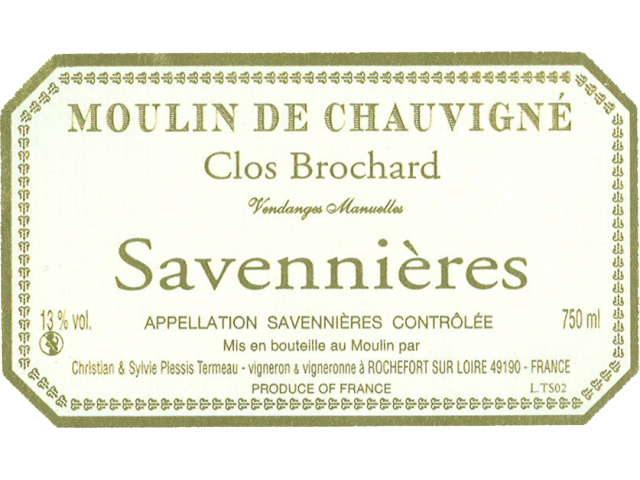 MOULIN DE CHAUVIGNÉ
Clos Brochard
Vendanges Manuelles
Savennières
13 % vol.
APPELLATION SAVENNIÈRES CONTRÔLÉE
750 ml
Mis en bouteille au Moulin par
Christian & Sylvie Plessis Termeau - vigneron & vigneronne à ROCHEFORT SUR LOIRE 49190 - FRANCE
PRODUCE OF FRANCE
L.TS02